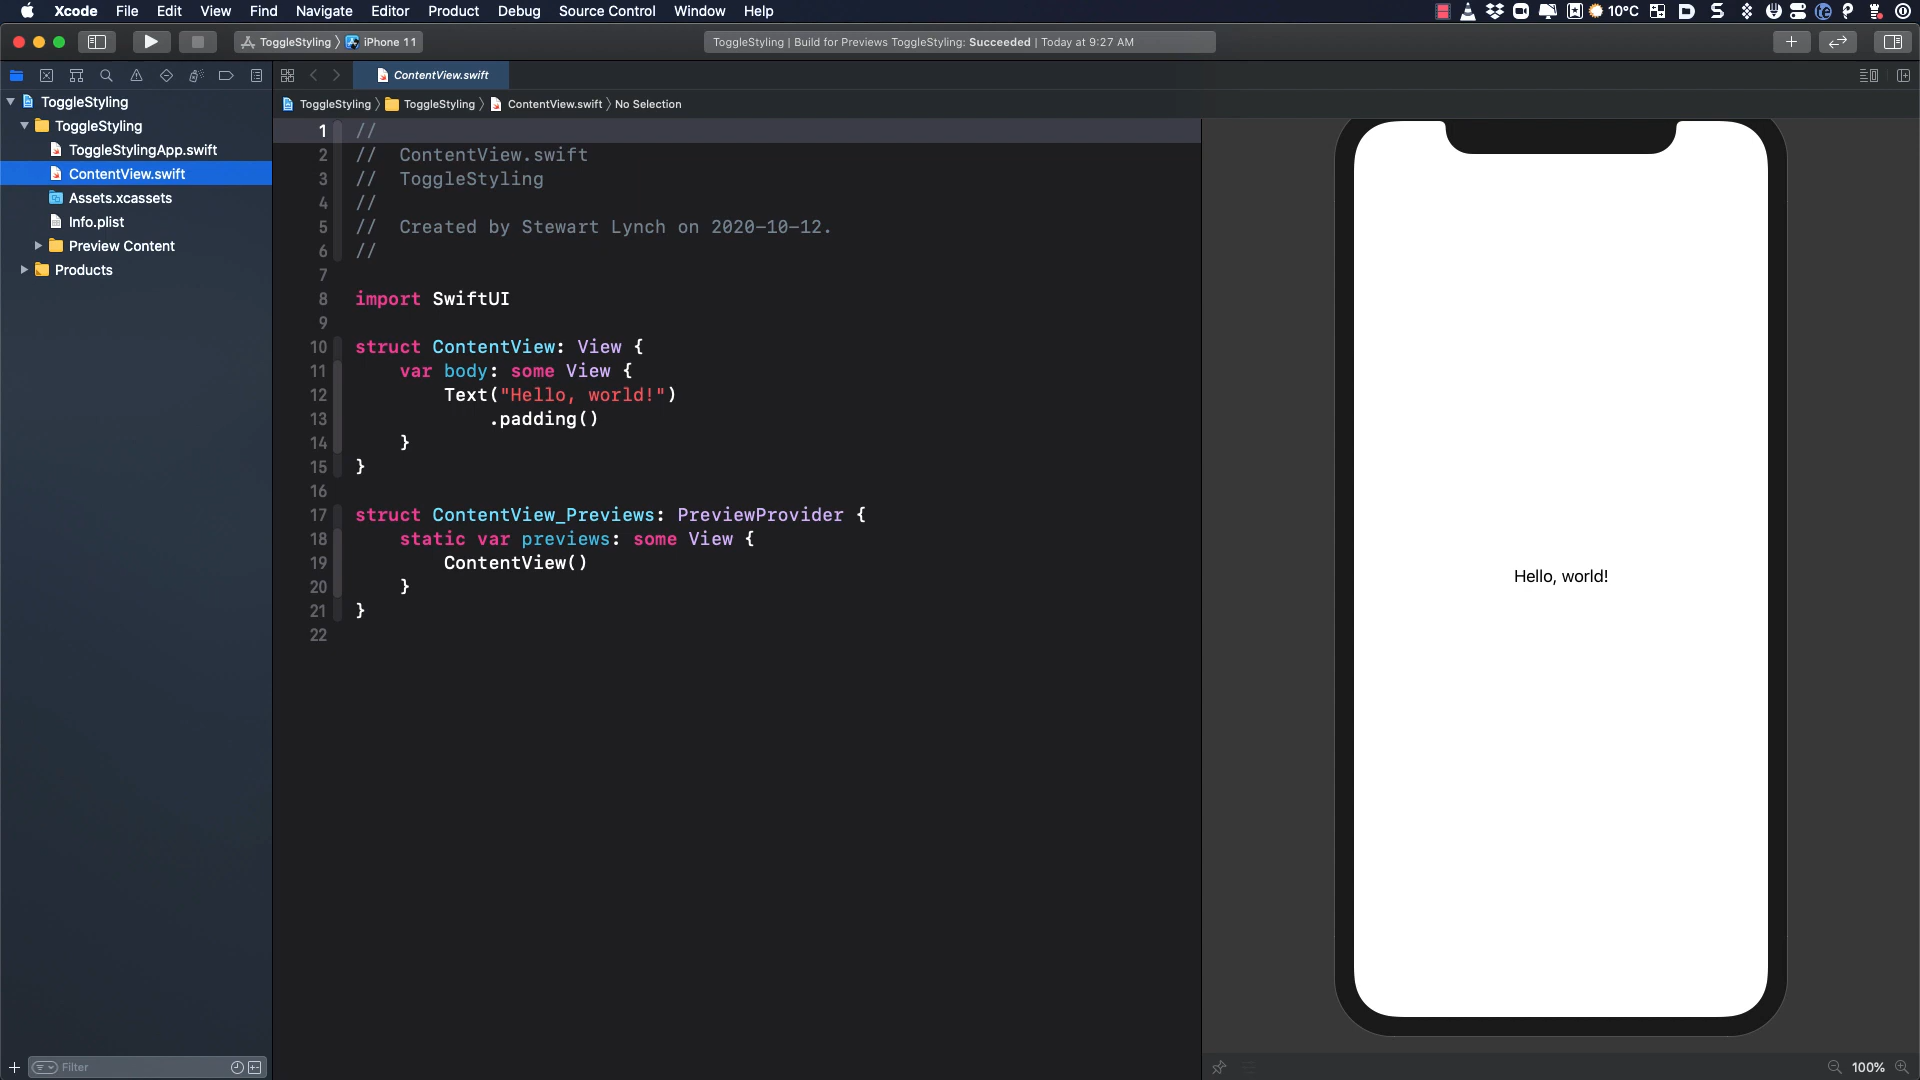 Xcode File Edit View Find Navigate Editor Product Debug Source Control Window Help 10°C
ToggleStyling iPhone 11
ToggleStyling | Build for Previews ToggleStyling: Succeeded | Today at 9:27 AM
ContentView.swift
ToggleStyling
ToggleStyling
ToggleStylingApp.swift
ContentView.swift
Assets.xcassets
Info.plist
Preview Content
Products
ToggleStyling ToggleStyling ContentView.swift No Selection
1 //
2 // ContentView.swift
3 // ToggleStyling
4 //
5 // Created by Stewart Lynch on 2020-10-12.
6 //
7
8 import SwiftUI
9
10 struct ContentView: View {
11 var body: some View {
12 Text("Hello, world!")
13 .padding()
14 }
15 }
16
17 struct ContentView_Previews: PreviewProvider {
18 static var previews: some View {
19 ContentView()
20 }
21 }
22
Hello, world!
Filter
100%